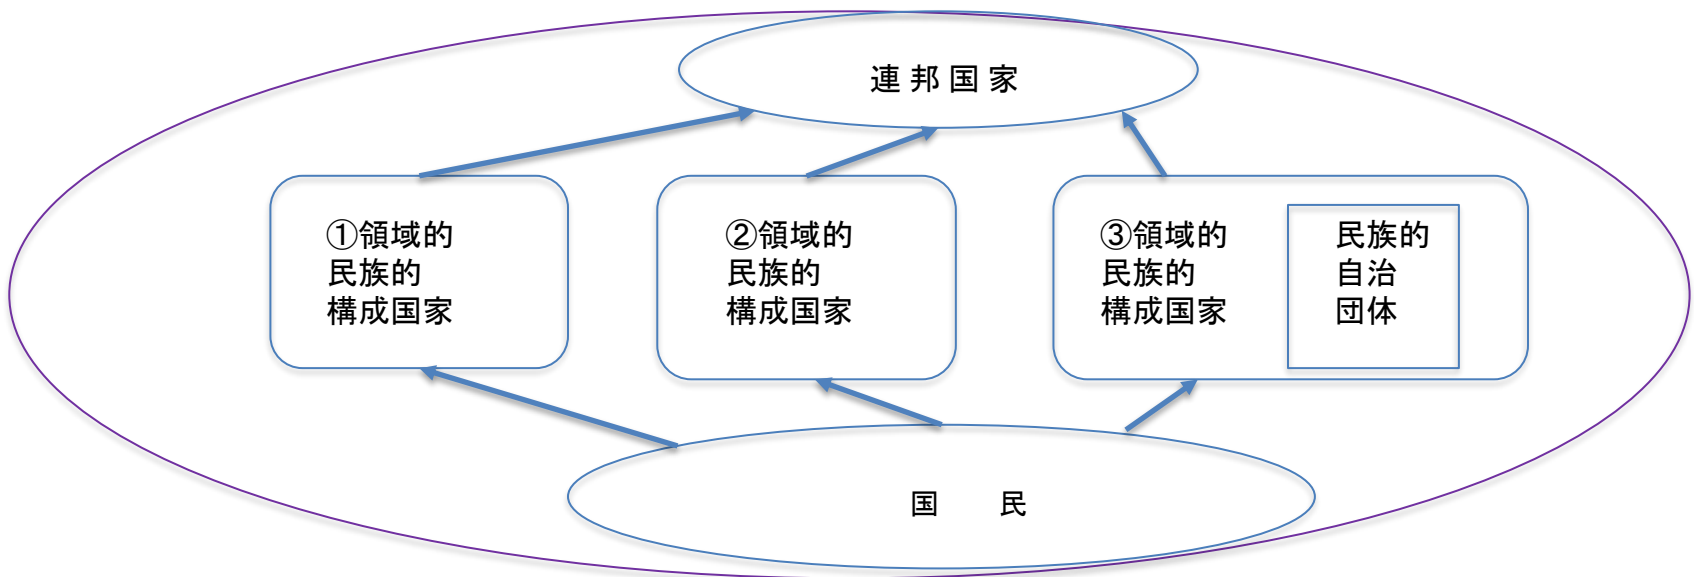 連邦国家
①領域的
民族的
構成国家
②領域的
民族的
構成国家
③領域的
民族的
構成国家
民族的
自治
団体
国　　民